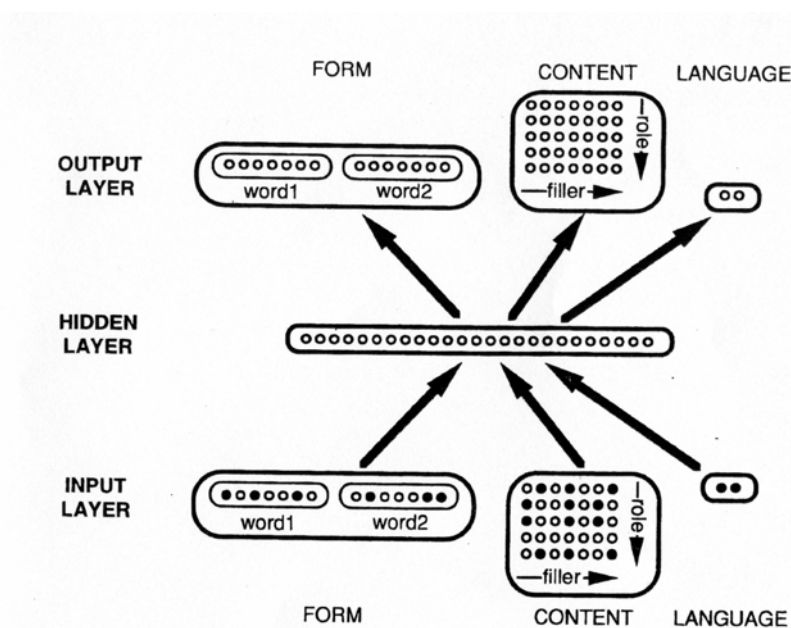 FORM CONTENT LANGUAGE
OUTPUT LAYER
word1 word2
role
filler
HIDDEN LAYER
INPUT LAYER
word1 word2
role
filler
FORM CONTENT LANGUAGE